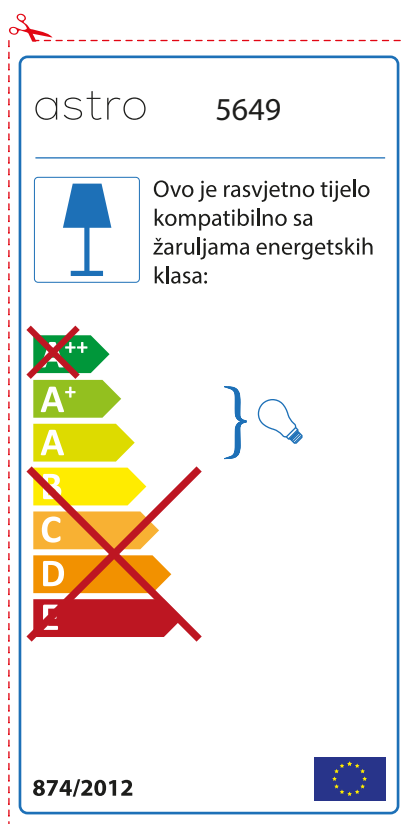 astro 5649
Ovo je rasvjetno tijelo
kompatibilno sa
žaruljama energetskih
klasa:
A++
A+
A
B
C
D
E
874/2012